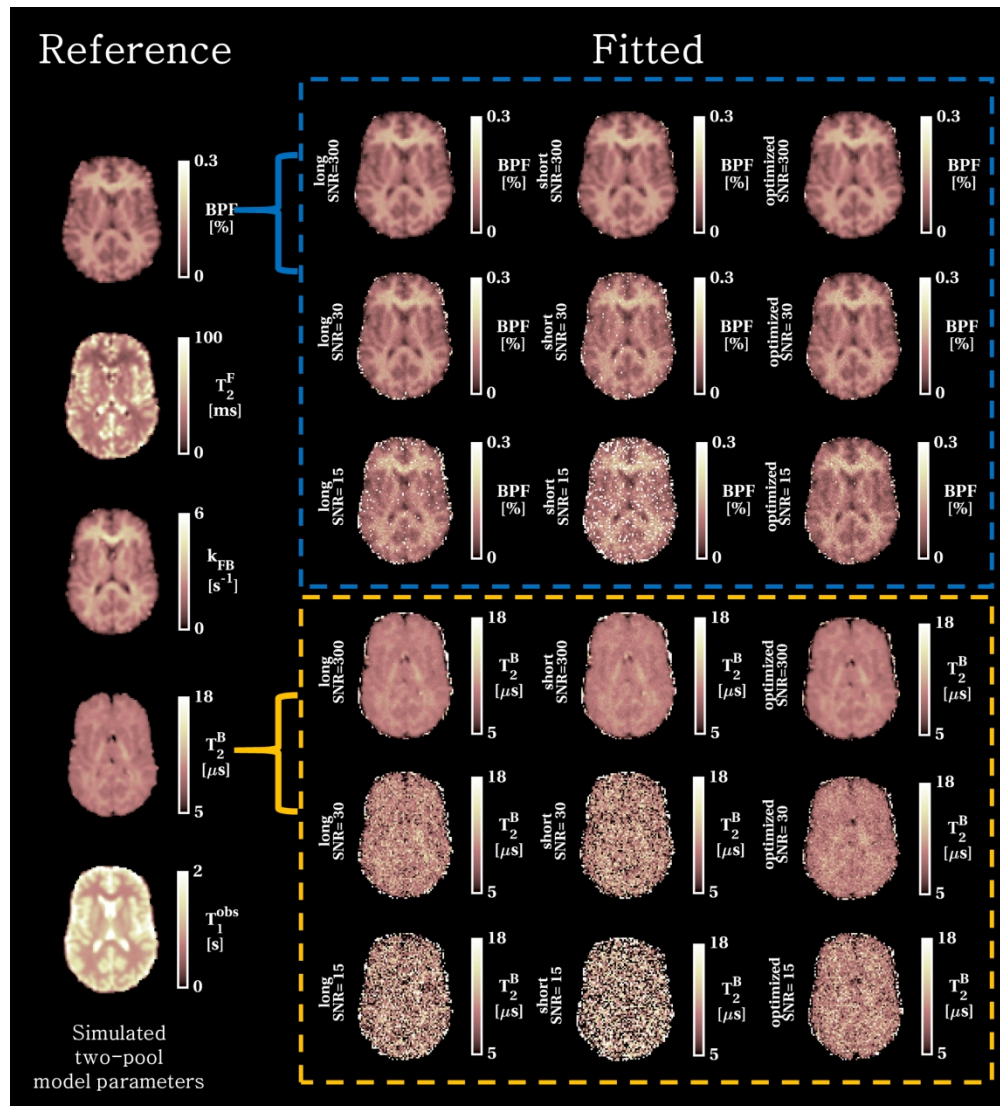 Reference
Fitted
0.3
BPF
[%]
0
100
T₂ᶠ
[ms]
0
6
k_FB
[s⁻¹]
0
18
T₂ᴮ
[μs]
5
2
T₁ᵒᵇˢ
[s]
0
Simulated
two-pool
model parameters
long
SNR=300
0.3
BPF
[%]
0
short
SNR=300
0.3
BPF
[%]
0
optimized
SNR=300
0.3
BPF
[%]
0
long
SNR=30
0.3
BPF
[%]
0
short
SNR=30
0.3
BPF
[%]
0
optimized
SNR=30
0.3
BPF
[%]
0
long
SNR=15
0.3
BPF
[%]
0
short
SNR=15
0.3
BPF
[%]
0
optimized
SNR=15
0.3
BPF
[%]
0
long
SNR=300
18
T₂ᴮ
[μs]
5
short
SNR=300
18
T₂ᴮ
[μs]
5
optimized
SNR=300
18
T₂ᴮ
[μs]
5
long
SNR=30
18
T₂ᴮ
[μs]
5
short
SNR=30
18
T₂ᴮ
[μs]
5
optimized
SNR=30
18
T₂ᴮ
[μs]
5
long
SNR=15
18
T₂ᴮ
[μs]
5
short
SNR=15
18
T₂ᴮ
[μs]
5
optimized
SNR=15
18
T₂ᴮ
[μs]
5